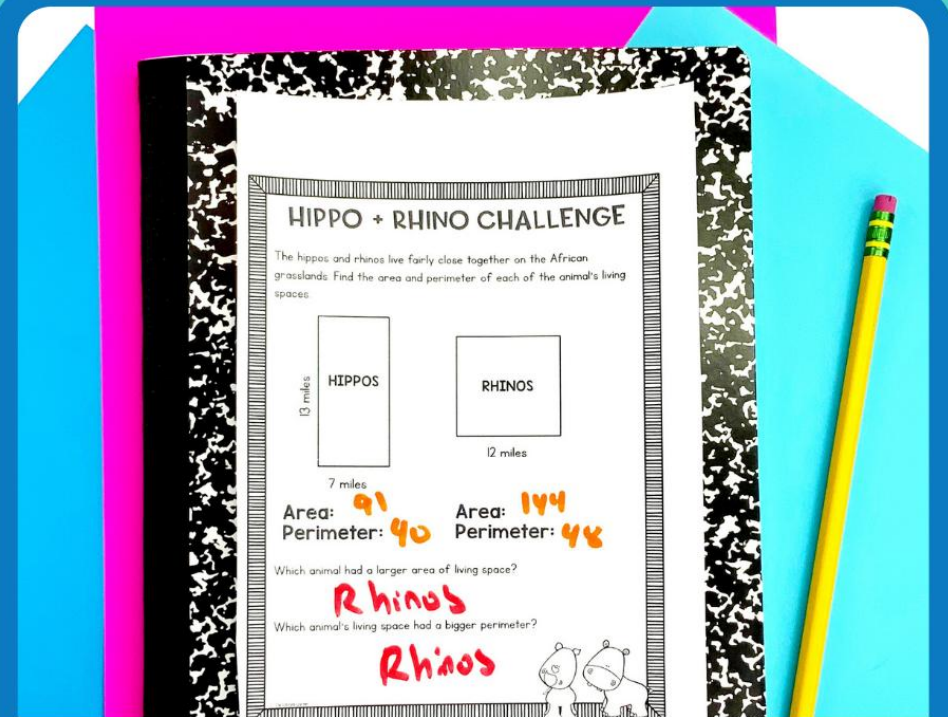 HIPPO + RHINO CHALLENGE
The hippos and rhinos live fairly close together on the African
grasslands. Find the area and perimeter of each of the animal's living
spaces.
HIPPOS
RHINOS
13 miles
12 miles
7 miles
Area: 91
Perimeter: 40
Area: 144
Perimeter: 48
Which animal had a larger area of living space?
Rhinos
Which animal's living space had a bigger perimeter?
Rhinos